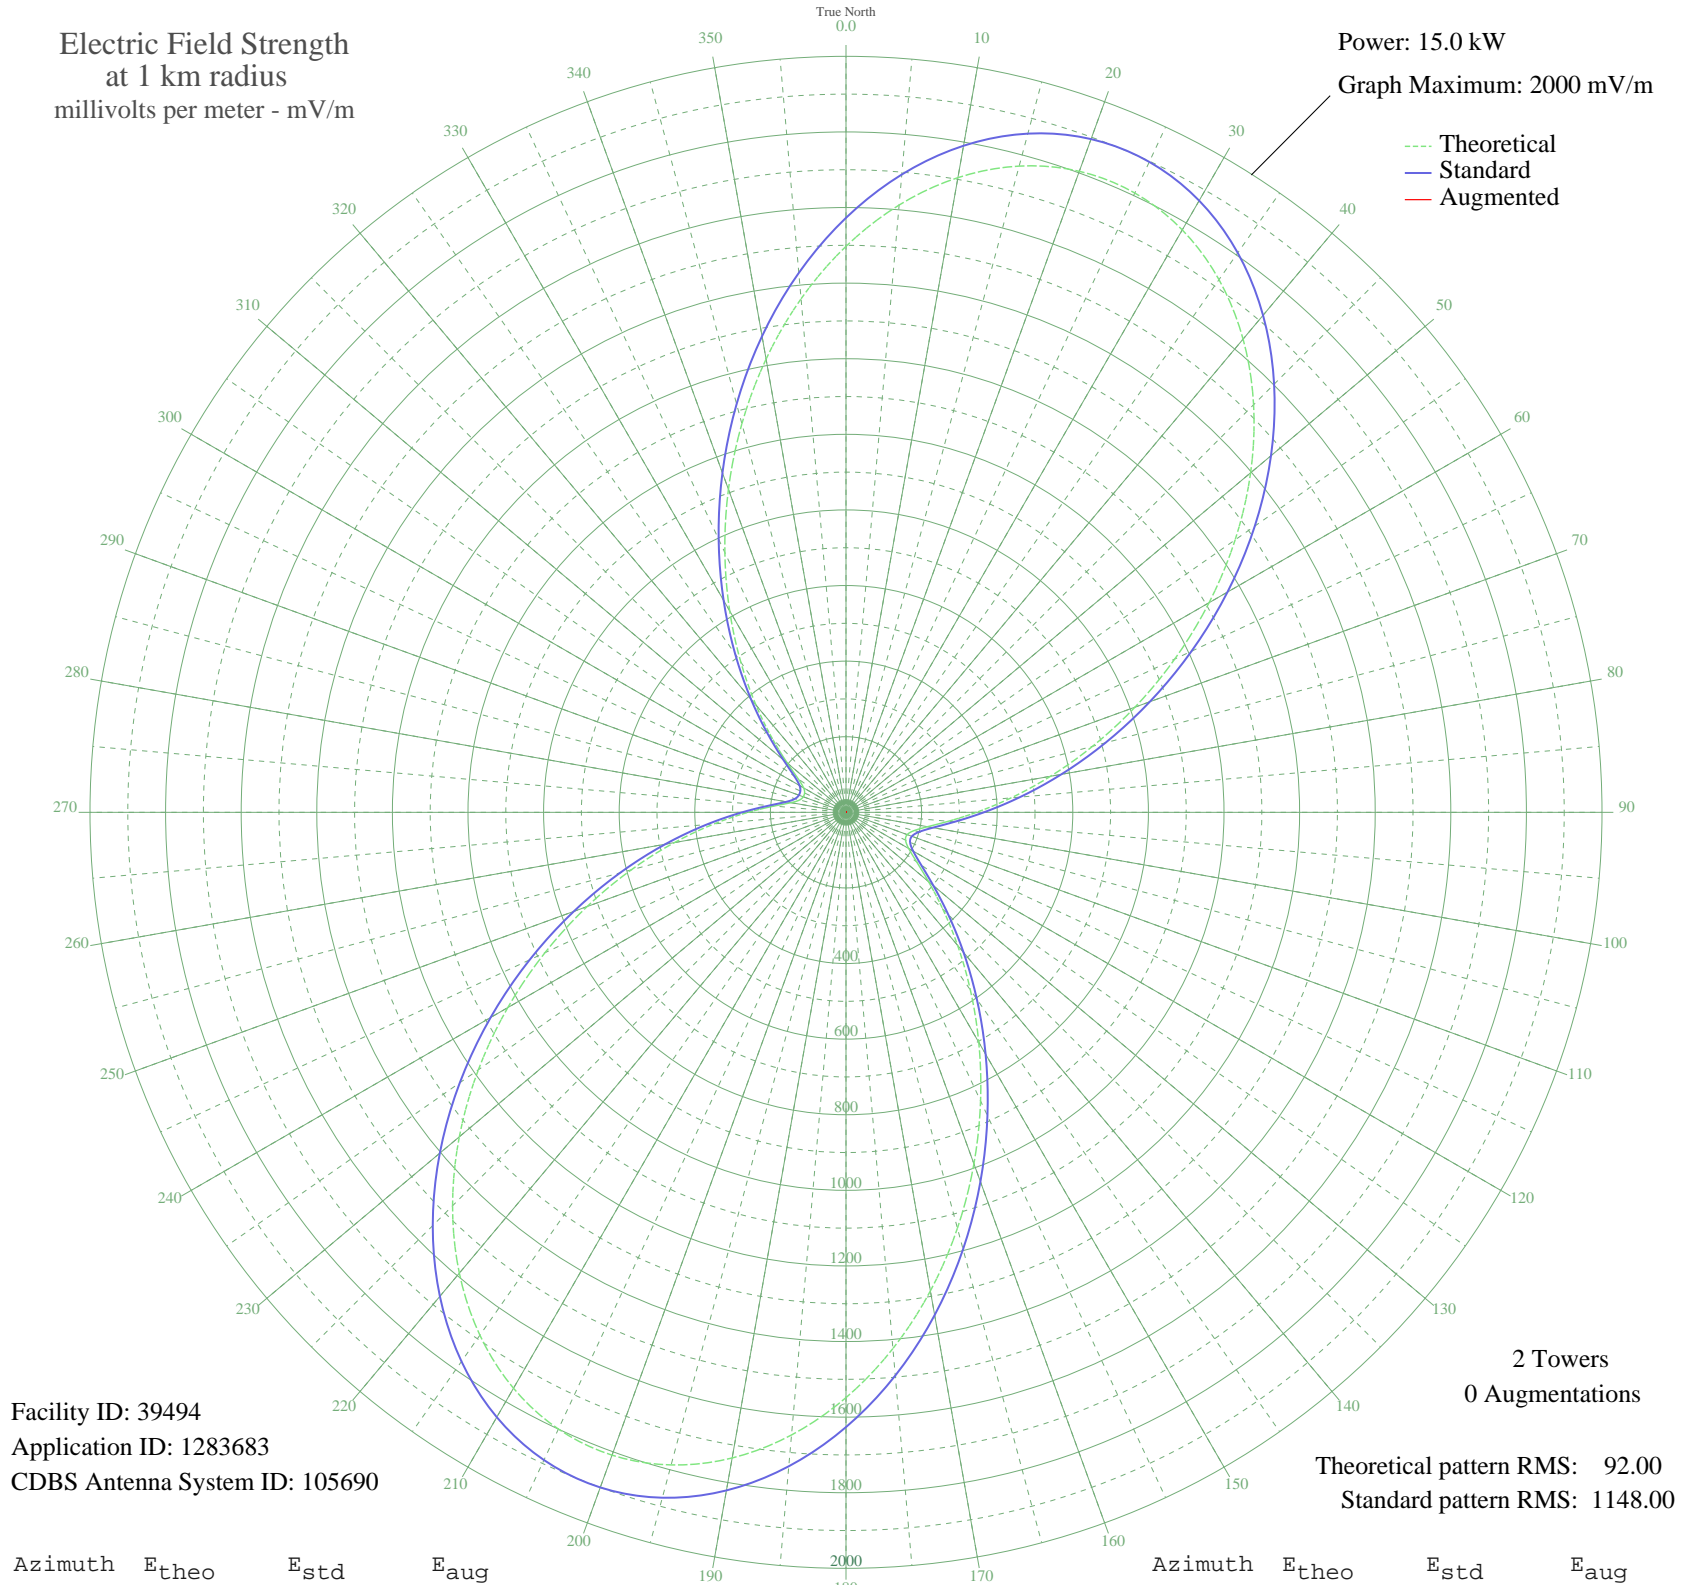 Electric Field Strength
at 1 km radius
millivolts per meter - mV/m
True North
0.0
10
20
30
40
50
60
70
80
90
100
110
120
130
140
150
160
170
190
200
210
220
230
240
250
260
270
280
290
300
310
320
330
340
350
Power: 15.0 kW
Graph Maximum: 2000 mV/m
Theoretical
Standard
Augmented
400
600
800
1000
1200
1400
1600
1800
2000
2 Towers
0 Augmentations
Facility ID: 39494
Application ID: 1283683
CDBS Antenna System ID: 105690
Theoretical pattern RMS: 92.00
Standard pattern RMS: 1148.00
Azimuth Etheo Estd Eaug
Azimuth Etheo Estd Eaug